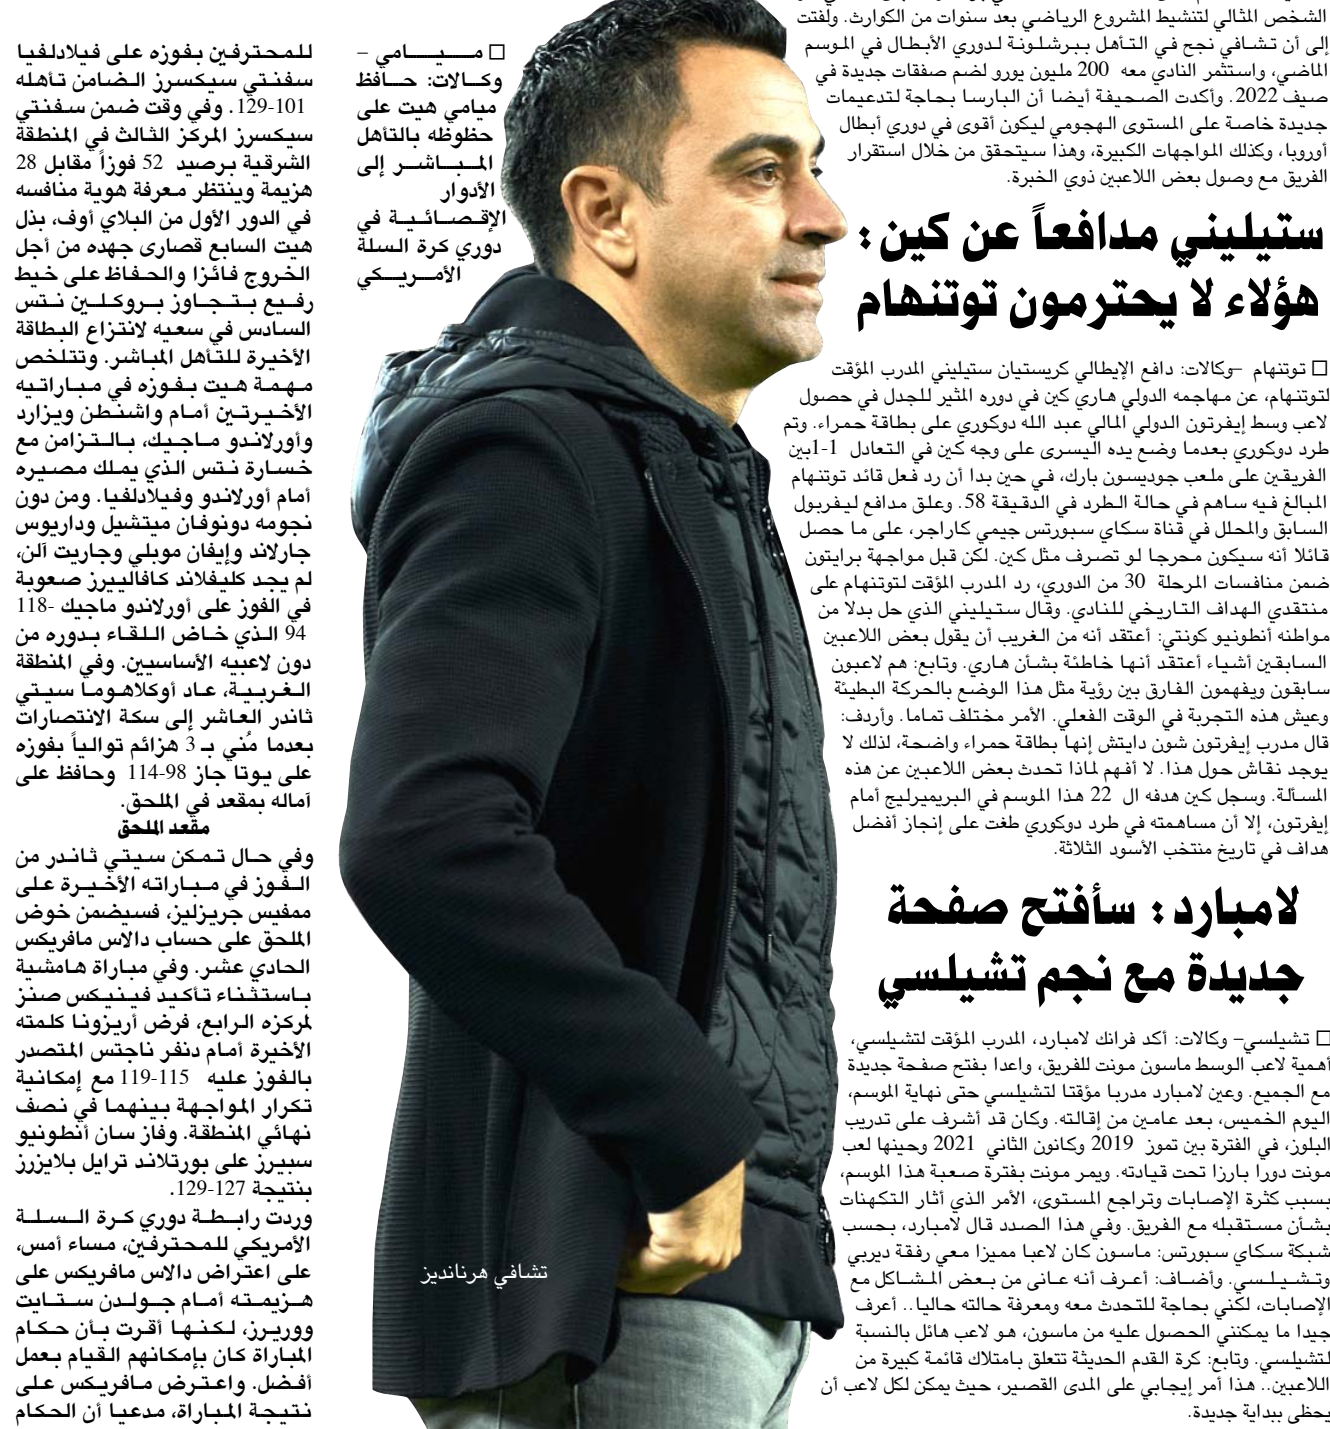 الشخص المثالي لتنشيط المشروع الرياضي بعد سنوات من الكوارث. ولفتت
إلى أن تشافي نجح في التأهل ببرشلونة لدوري الأبطال في الموسم
الماضي، واستثمر النادي معه 200 مليون يورو لضم صفقات جديدة في
صيف 2022. وأكدت الصحيفة أيضا أن البارسا بحاجة لتدعيمات
جديدة خاصة على المستوى الهجومي ليكون أقوى في دوري أبطال
أوروبا، وكذلك المواجهات الكبيرة، وهذا سيتحقق من خلال استقرار
الفريق مع وصول بعض اللاعبين ذوي الخبرة.
ستيليني مدافعاً عن كين:
هؤلاء لا يحترمون توتنهام
□ توتنهام –وكالات: دافع الإيطالي كريستيان ستيليني المدرب المؤقت
لتوتنهام، عن مهاجمه الدولي هاري كين في دوره المثير للجدل في حصول
لاعب وسط إيفرتون الدولي المالي عبد الله دوكوري على بطاقة حمراء. وتم
طرد دوكوري بعدما وضع يده اليسرى على وجه كين في التعادل 1-1بين
الفريقين على ملعب جوديسون بارك، في حين بدا أن رد فعل قائد توتنهام
المبالغ فيه ساهم في حالة الطرد في الدقيقة 58. وعلق مدافع ليفربول
السابق والمحلل في قناة سكاي سبورتس جيمي كاراجر، على ما حصل
قائلا أنه سيكون محرجا لو تصرف مثل كين. لكن قبل مواجهة برايتون
ضمن منافسات المرحلة 30 من الدوري، رد المدرب المؤقت لتوتنهام على
منتقدي الهداف التاريخي للنادي. وقال ستيليني الذي حل بدلا من
مواطنه أنطونيو كونتي: أعتقد أنه من الغريب أن يقول بعض اللاعبين
السابقين أشياء أعتقد أنها خاطئة بشأن هاري. وتابع: هم لاعبون
سابقون ويفهمون الفارق بين رؤية مثل هذا الوضع بالحركة البطيئة
وعيش هذه التجربة في الوقت الفعلي. الأمر مختلف تماما. وأردف:
قال مدرب إيفرتون شون دايتش إنها بطاقة حمراء واضحة، لذلك لا
يوجد نقاش حول هذا. لا أفهم لماذا تحدث بعض اللاعبين عن هذه
المسألة. وسجل كين هدفه ال 22 هذا الموسم في البريميرليج أمام
إيفرتون، إلا أن مساهمته في طرد دوكوري طغت على إنجاز أفضل
هداف في تاريخ منتخب الأسود الثلاثة.
لامبارد: سأفتح صفحة
جديدة مع نجم تشيلسي
□ تشيلسي– وكالات: أكد فرانك لامبارد، المدرب المؤقت لتشيلسي،
أهمية لاعب الوسط ماسون مونت للفريق، واعدا بفتح صفحة جديدة
مع الجميع. وعين لامبارد مدربا مؤقتا لتشيلسي حتى نهاية الموسم،
اليوم الخميس، بعد عامين من إقالته. وكان قد أشرف على تدريب
البلوز، في الفترة بين تموز 2019 وكانون الثاني 2021 وحينها لعب
مونت دورا بارزا تحت قيادته. ويمر مونت بفترة صعبة هذا الموسم،
بسبب كثرة الإصابات وتراجع المستوى، الأمر الذي أثار التكهنات
بشأن مستقبله مع الفريق. وفي هذا الصدد قال لامبارد، بحسب
شبكة سكاي سبورتس: ماسون كان لاعبا مميزا معي رفقة ديربي
وتشيلسي. وأضاف: أعرف أنه عانى من بعض المشاكل مع
الإصابات، لكني بحاجة للتحدث معه ومعرفة حالته حاليا.. أعرف
جيدا ما يمكنني الحصول عليه من ماسون، هو لاعب هائل بالنسبة
لتشيلسي. وتابع: كرة القدم الحديثة تتعلق بامتلاك قائمة كبيرة من
اللاعبين.. هذا أمر إيجابي على المدى القصير، حيث يمكن لكل لاعب أن
يحظى ببداية جديدة.
تشافي هرنانديز
□ ميامي –
وكالات: حافظ
ميامي هيت على
حظوظه بالتأهل
المباشر إلى
الأدوار
الإقصائية في
دوري كرة السلة
الأمريكي
للمحترفين بفوزه على فيلادلفيا
سفنتي سيكسرز الضامن تأهله
129-101. وفي وقت ضمن سفنتي
سيكسرز المركز الثالث في المنطقة
الشرقية برصيد 52 فوزاً مقابل 28
هزيمة وينتظر معرفة هوية منافسه
في الدور الأول من البلاي أوف، بذل
هيت السابع قصارى جهده من أجل
الخروج فائزا والحفاظ على خيط
رفيع بتجاوز بروكلين نتس
السادس في سعيه لانتزاع البطاقة
الأخيرة للتأهل المباشر. وتتلخص
مهمة هيت بفوزه في مباراتيه
الأخيرتين أمام واشنطن ويزارد
وأورلاندو ماجيك، بالتزامن مع
خسارة نتس الذي يملك مصيره
أمام أورلاندو وفيلادلفيا. ومن دون
نجومه دونوفان ميتشيل وداريوس
جارلاند وإيفان موبلي وجاريت آلن،
لم يجد كليفلاند كافالييرز صعوبة
في الفوز على أورلاندو ماجيك 118-
94 الذي خاض اللقاء بدوره من
دون لاعبيه الأساسيين. وفي المنطقة
الغربية، عاد أوكلاهوما سيتي
ثاندر العاشر إلى سكة الانتصارات
بعدما مُني بـ 3 هزائم توالياً بفوزه
على يوتا جاز 98-114 وحافظ على
آماله بمقعد في الملحق.
مقعد الملحق
وفي حال تمكن سيتي ثاندر من
الفوز في مباراته الأخيرة على
ممفيس جريزليز، فسيضمن خوض
الملحق على حساب دالاس مافريكس
الحادي عشر. وفي مباراة هامشية
باستثناء تأكيد فينيكس صنز
لمركزه الرابع، فرض أريزونا كلمته
الأخيرة أمام دنفر ناجتس المتصدر
بالفوز عليه 115-119 مع إمكانية
تكرار المواجهة بينهما في نصف
نهائي المنطقة. وفاز سان أنطونيو
سبيرز على بورتلاند ترايل بلايزرز
بنتيجة 127-129.
وردت رابطة دوري كرة السلة
الأمريكي للمحترفين، مساء أمس،
على اعتراض دالاس مافريكس على
هزيمته أمام جولدن ستايت
ووريرز، لكنها أقرت بأن حكام
المباراة كان بإمكانهم القيام بعمل
أفضل. واعترض مافريكس على
نتيجة المباراة، مدعيا أن الحكام